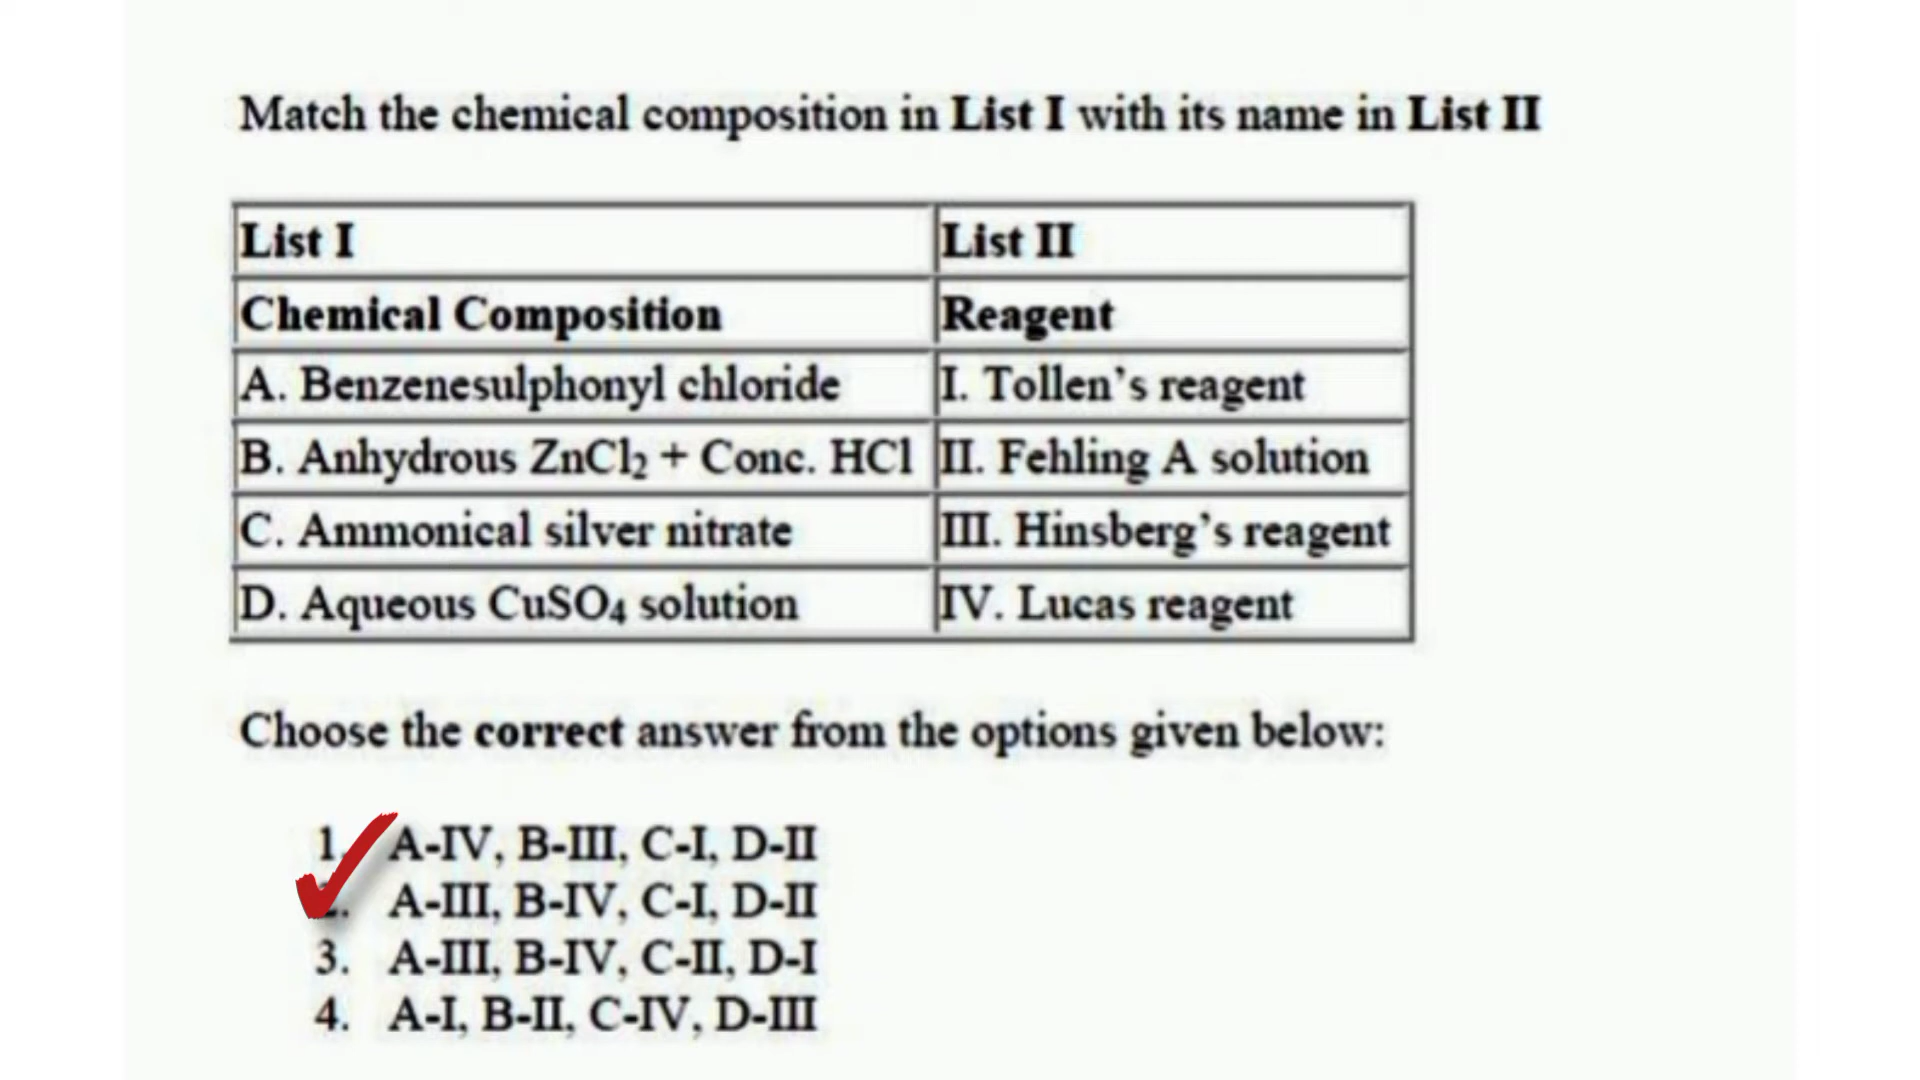 Match the chemical composition in List I with its name in List II
List I List II
Chemical Composition Reagent
A. Benzenesulphonyl chloride I. Tollen’s reagent
B. Anhydrous ZnCl₂ + Conc. HCl II. Fehling A solution
C. Ammonical silver nitrate III. Hinsberg’s reagent
D. Aqueous CuSO₄ solution IV. Lucas reagent
Choose the correct answer from the options given below:
1. A-IV, B-III, C-I, D-II
2. A-III, B-IV, C-I, D-II
3. A-III, B-IV, C-II, D-I
4. A-I, B-II, C-IV, D-III